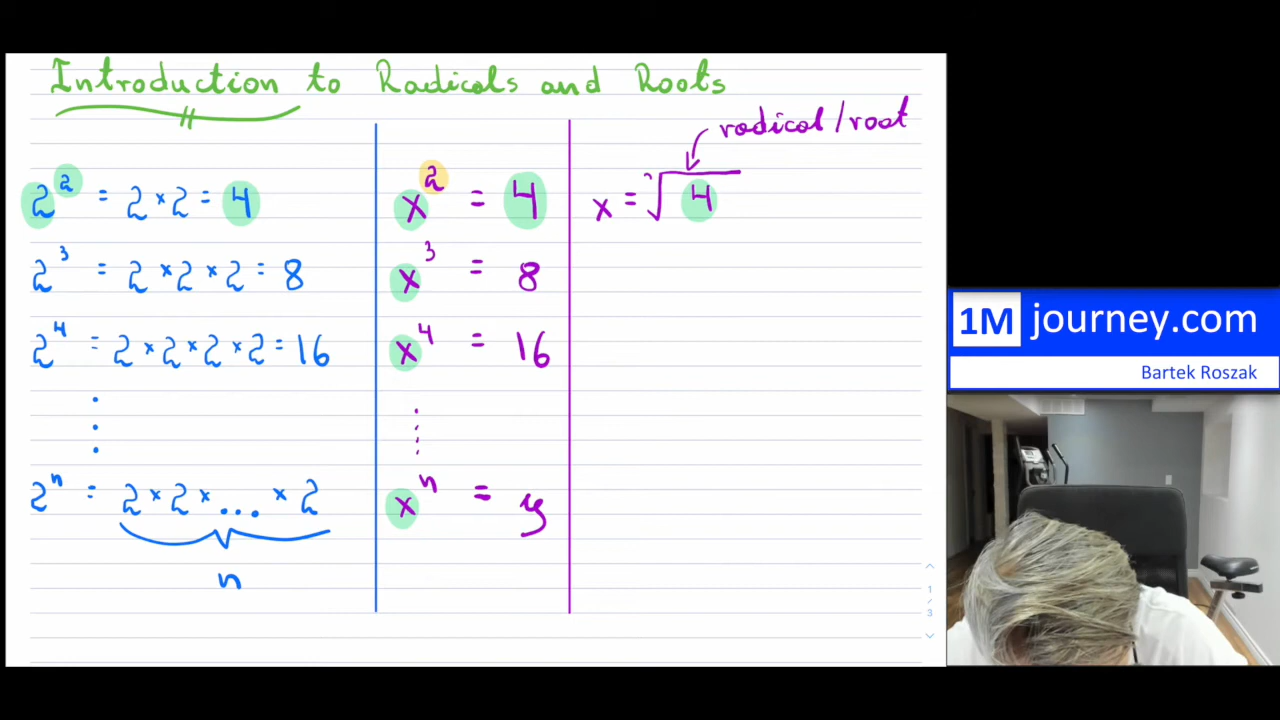 Introduction to Radicals and Roots
radical/root
2² = 2 × 2 = 4
x² = 4
x = √4
2³ = 2 × 2 × 2 = 8
x³ = 8
2⁴ = 2 × 2 × 2 × 2 = 16
x⁴ = 16
2ⁿ = 2 × 2 × ... × 2
xⁿ = y
n
1M journey.com
Bartek Roszak
1
/
3